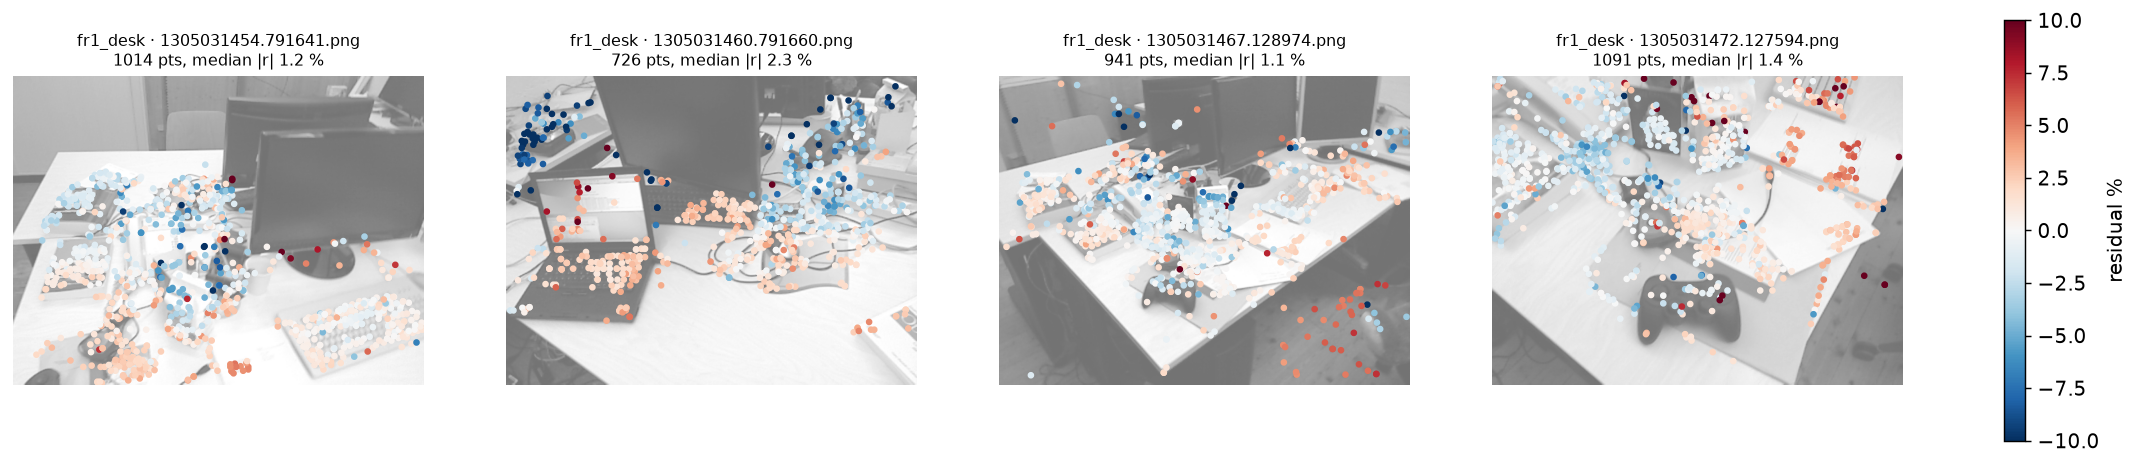 fr1_desk · 1305031454.791641.png
1014 pts, median |r| 1.2 %
fr1_desk · 1305031460.791660.png
726 pts, median |r| 2.3 %
fr1_desk · 1305031467.128974.png
941 pts, median |r| 1.1 %
fr1_desk · 1305031472.127594.png
1091 pts, median |r| 1.4 %
10.0
7.5
5.0
2.5
0.0
−2.5
−5.0
−7.5
−10.0
residual %